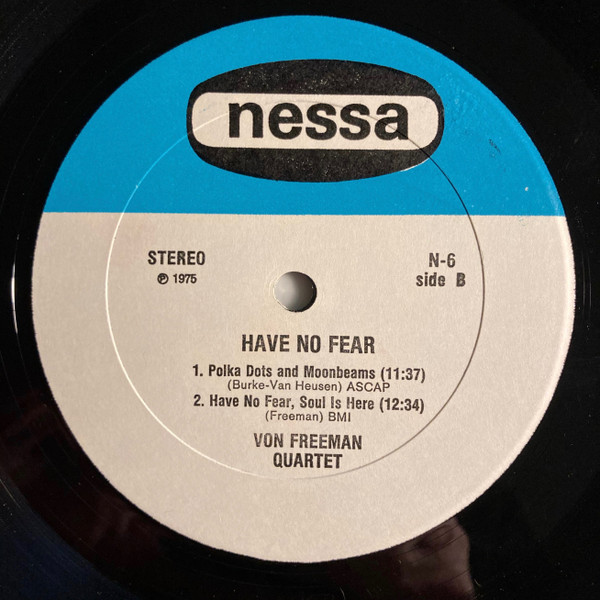 nessa
STEREO
℗ 1975
N-6
side B
HAVE NO FEAR
1. Polka Dots and Moonbeams (11:37)
(Burke-Van Heusen) ASCAP
2. Have No Fear, Soul Is Here (12:34)
(Freeman) BMI
VON FREEMAN
QUARTET